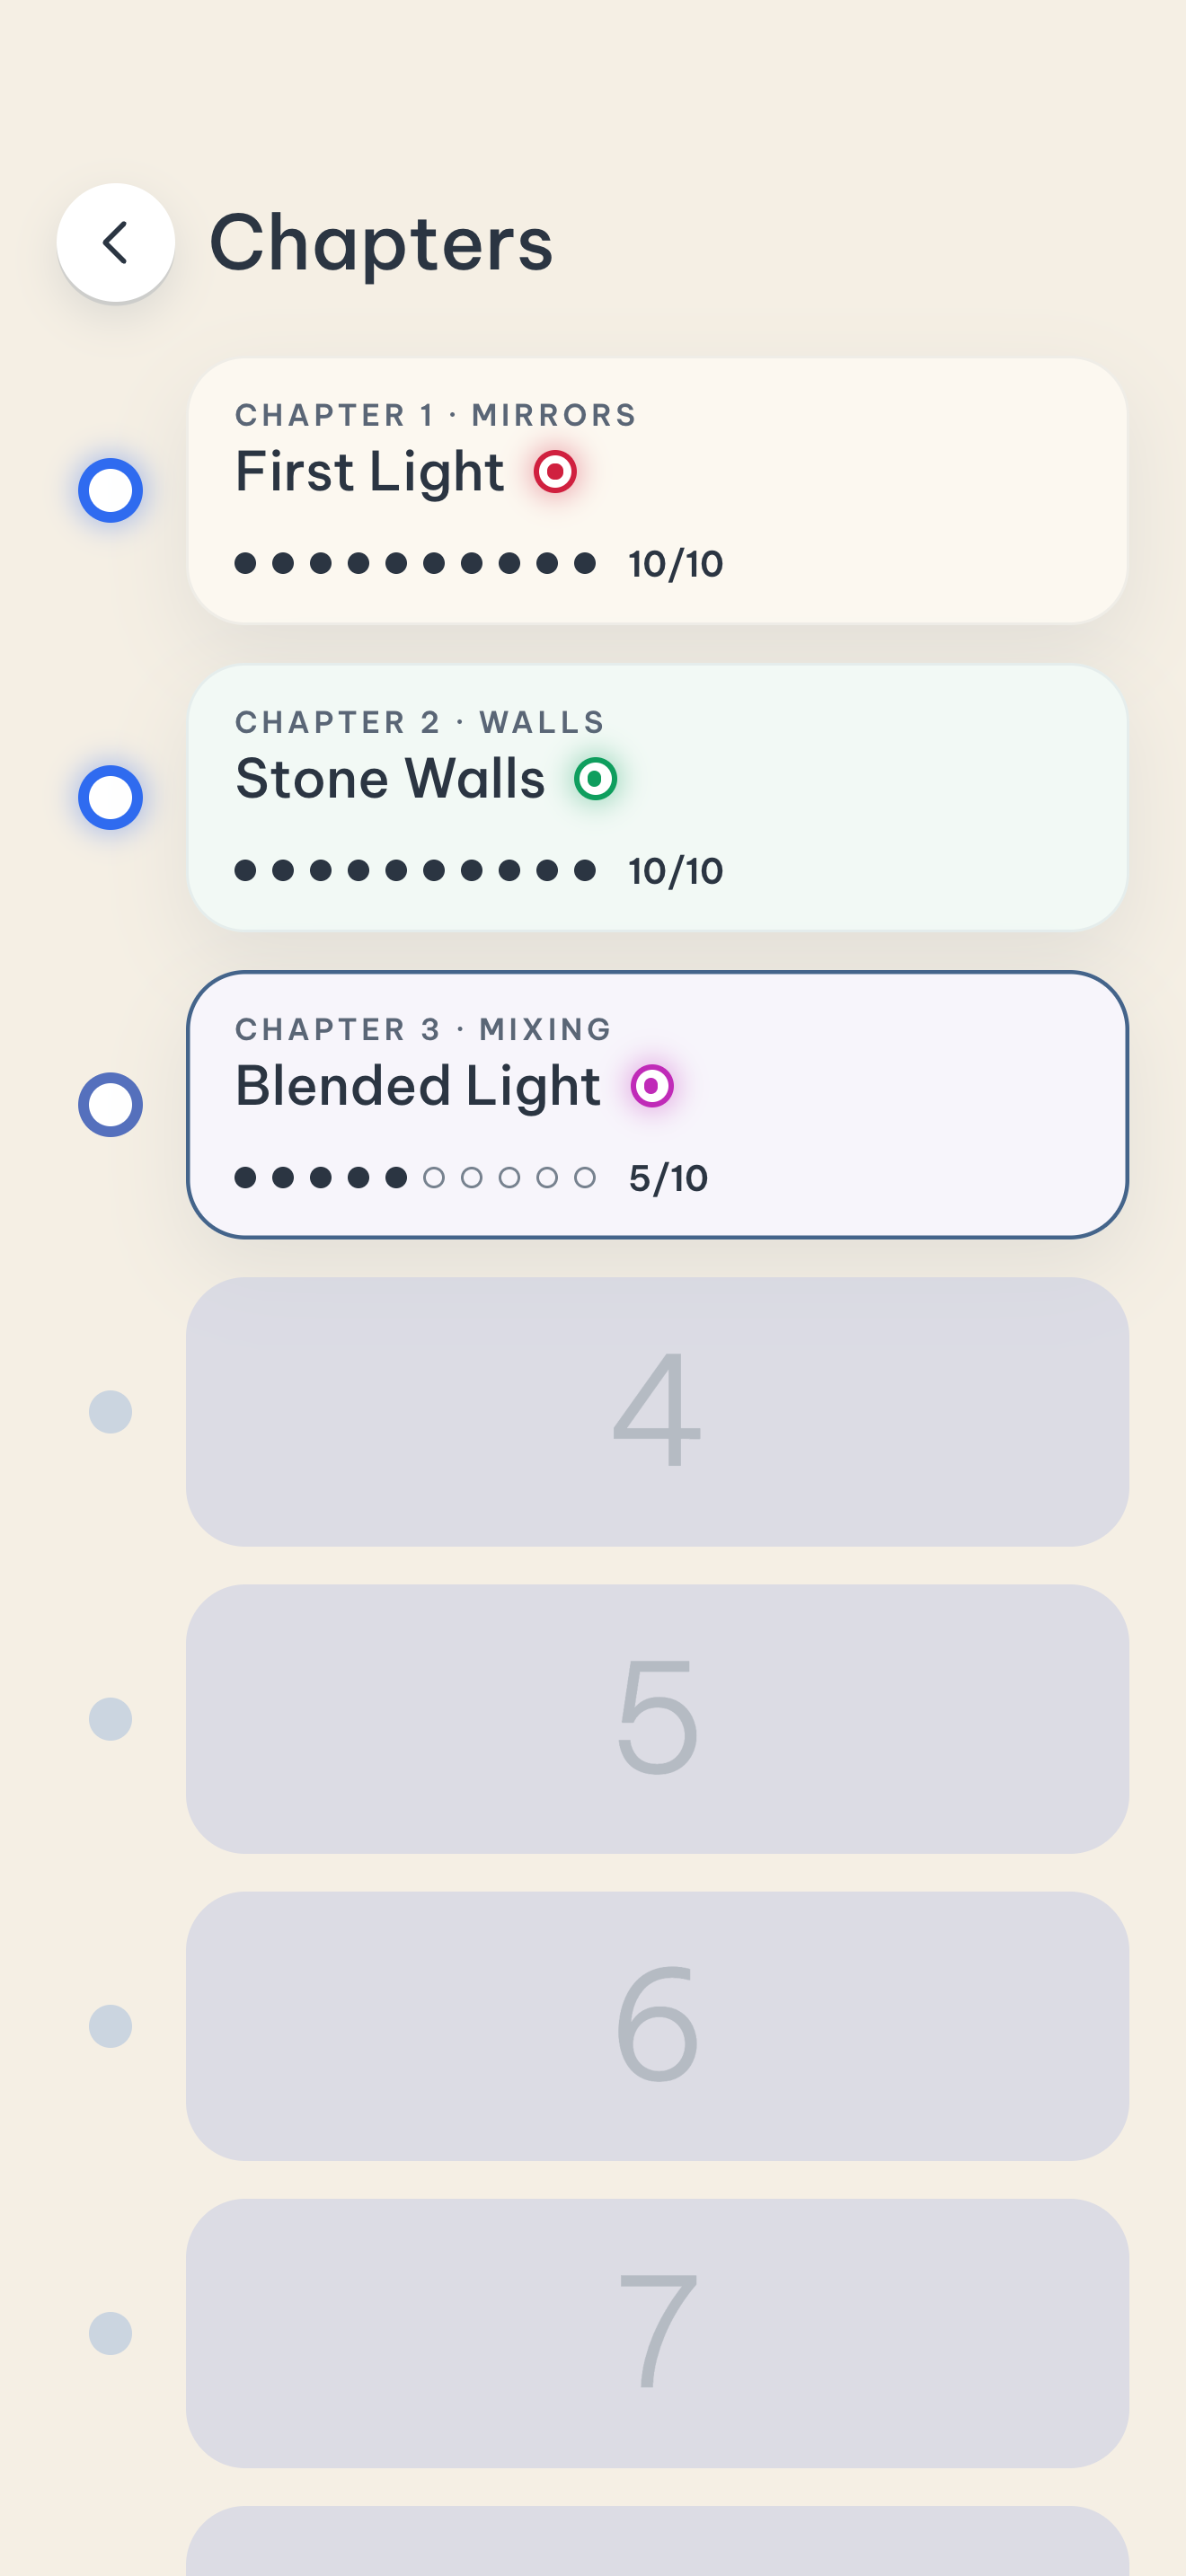 Chapters
CHAPTER 1 · MIRRORS
First Light
10/10
CHAPTER 2 · WALLS
Stone Walls
10/10
CHAPTER 3 · MIXING
Blended Light
5/10
4
5
6
7